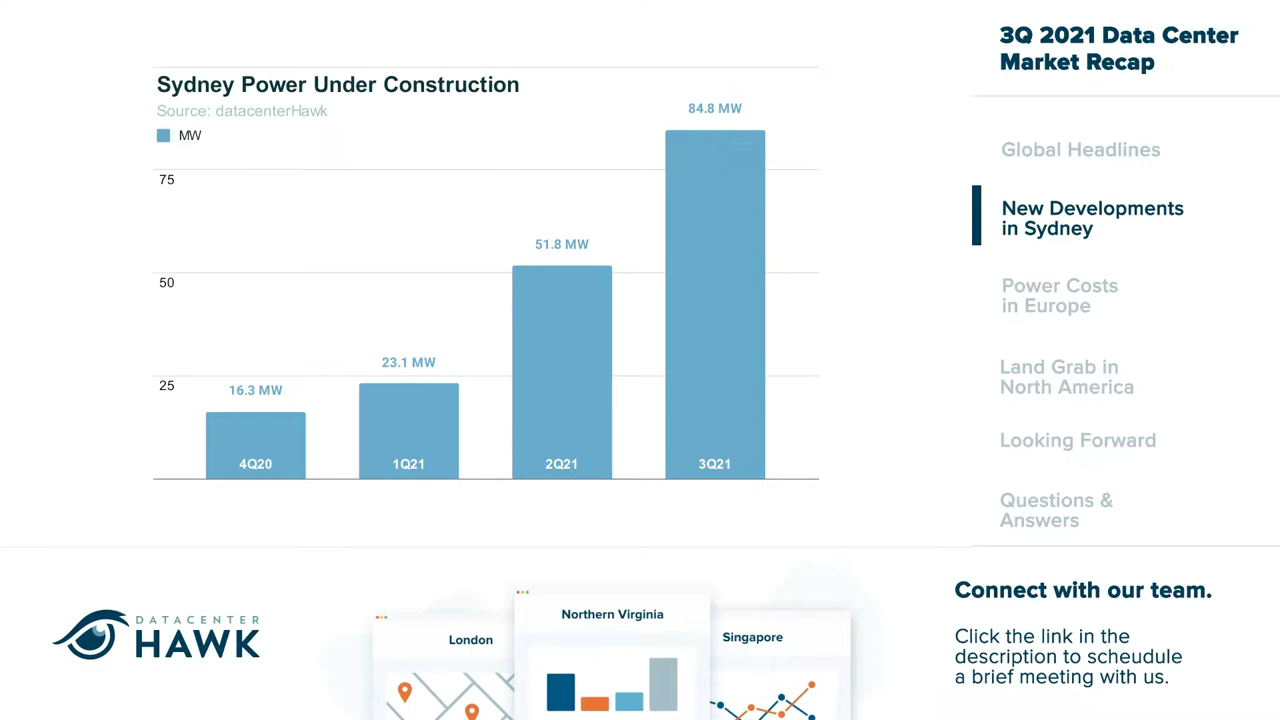 3Q 2021 Data Center
Market Recap
Sydney Power Under Construction
Source: datacenterHawk
MW
84.8 MW
75
51.8 MW
50
23.1 MW
25
16.3 MW
4Q20
1Q21
2Q21
3Q21
Global Headlines
New Developments
in Sydney
Power Costs
in Europe
Land Grab in
North America
Looking Forward
Questions &
Answers
DATACENTER
HAWK
London
Northern Virginia
Singapore
Connect with our team.
Click the link in the
description to scheudule
a brief meeting with us.